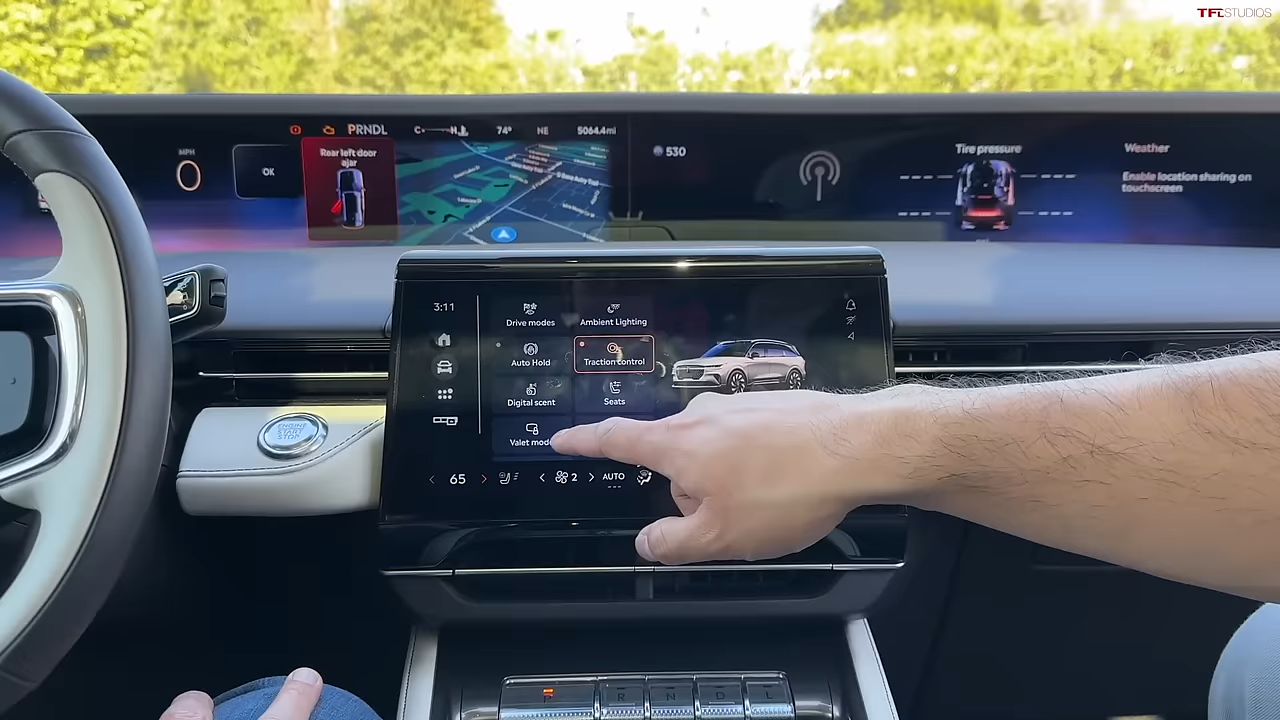 TFLSTUDIOS
PRNDL
C
H
74°
NE
5064.4mi
MPH
0
OK
Rear left door
ajar
530
Tire pressure
Weather
Enable location sharing on
touchscreen
3:11
Drive modes
Ambient Lighting
Auto Hold
Traction control
Digital scent
Seats
Valet mode
65
2
AUTO
ENGINE
START
STOP
P
R
N
D
L